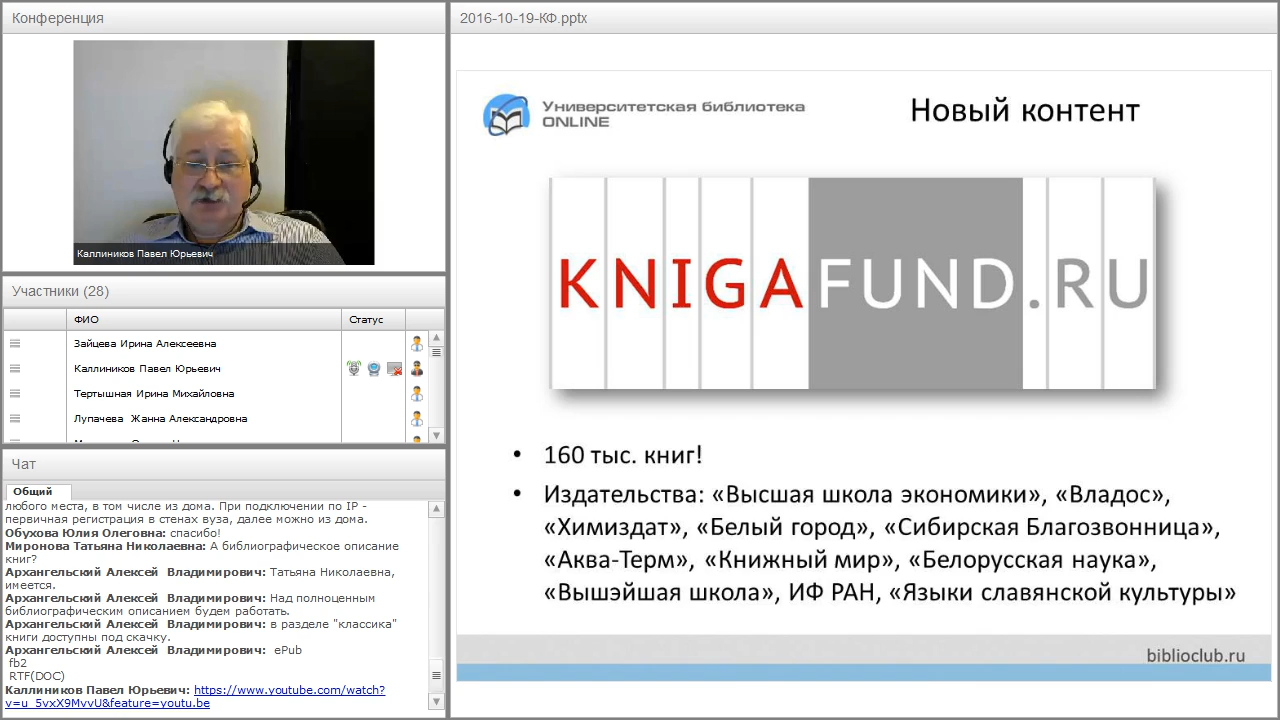 Конференция
Каллиников Павел Юрьевич
Участники (28)
ФИО
Статус
Зайцева Ирина Алексеевна
Каллиников Павел Юрьевич
Тертышная Ирина Михайловна
Лупачева Жанна Александровна
Чат
Общий
любого места, в том числе из дома. При подключении по IP -
первичная регистрация в стенах вуза, далее можно из дома.
Обухова Юлия Олеговна: спасибо!
Миронова Татьяна Николаевна: А библиографическое описание
книг?
Архангельский Алексей Владимирович: Татьяна Николаевна,
имеется.
Архангельский Алексей Владимирович: Над полноценным
библиографическим описанием будем работать.
Архангельский Алексей Владимирович: в разделе "классика"
книги доступны под скачку.
Архангельский Алексей Владимирович: ePub
fb2
RTF(DOC)
Каллиников Павел Юрьевич: https://www.youtube.com/watch?
v=u_5vxX9MvvU&feature=youtu.be
2016-10-19-КФ.pptx
Университетская библиотека
ONLINE
Новый контент
KNIGAFUND.RU
• 160 тыс. книг!
• Издательства: «Высшая школа экономики», «Владос»,
«Химиздат», «Белый город», «Сибирская Благозвонница»,
«Аква-Терм», «Книжный мир», «Белорусская наука»,
«Вышэйшая школа», ИФ РАН, «Языки славянской культуры»
biblioclub.ru